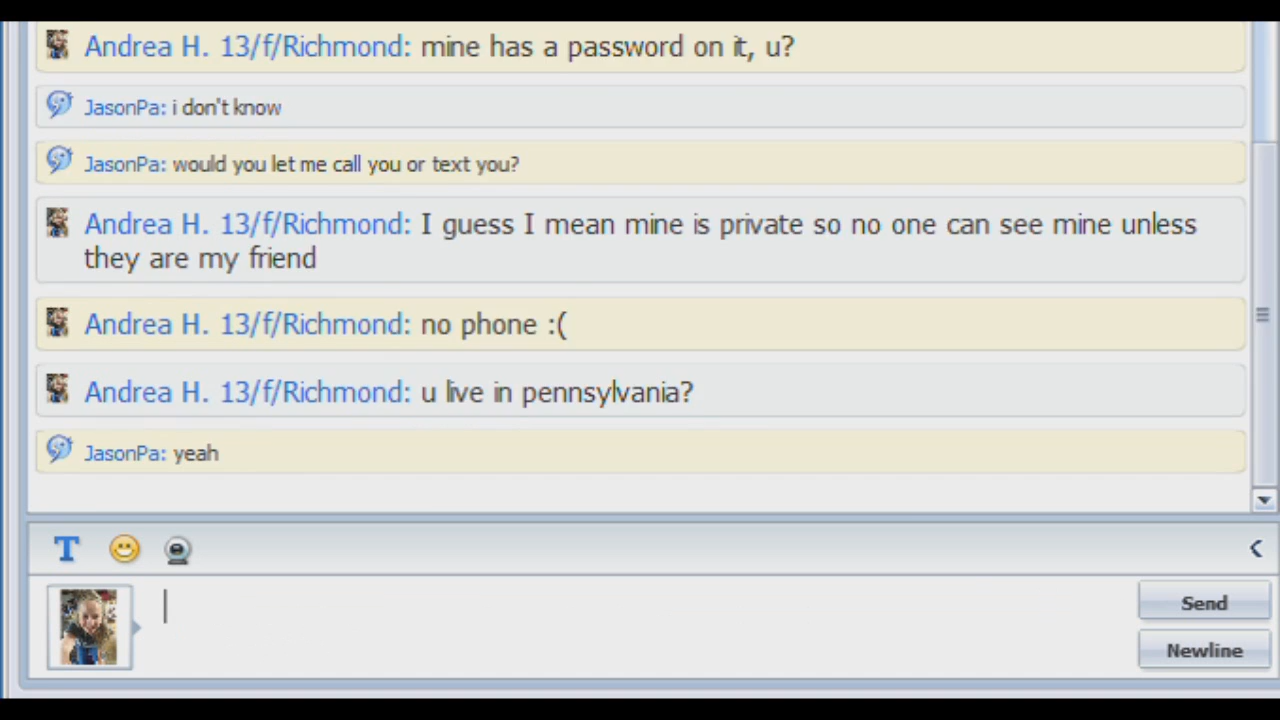 Andrea H. 13/f/Richmond: mine has a password on it, u?
JasonPa: i don't know
JasonPa: would you let me call you or text you?
Andrea H. 13/f/Richmond: I guess I mean mine is private so no one can see mine unless
they are my friend
Andrea H. 13/f/Richmond: no phone :(
Andrea H. 13/f/Richmond: u live in pennsylvania?
JasonPa: yeah
T
Send
Newline